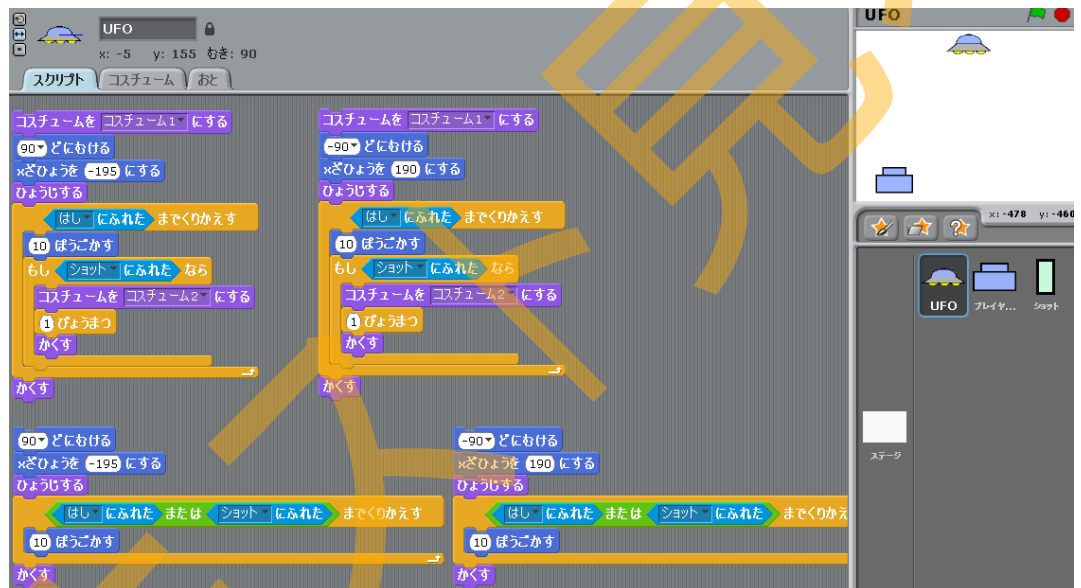 UFO
x: -5 y: 155 むき: 90
スクリプト コスチューム おと
コスチュームを コスチューム1 にする
90 どにむける
xざひょうを -195 にする
ひょうじする
はし にふれた までくりかえす
10 ほうごかす
もし ショット にふれた なら
コスチュームを コスチューム2 にする
1 びょうまつ
かくす
かくす
コスチュームを コスチューム1 にする
-90 どにむける
xざひょうを 190 にする
ひょうじする
はし にふれた までくりかえす
10 ほうごかす
もし ショット にふれた なら
コスチュームを コスチューム2 にする
1 びょうまつ
かくす
かくす
90 どにむける
xざひょうを -195 にする
ひょうじする
はし にふれた または ショット にふれた までくりかえす
10 ほうごかす
かくす
-90 どにむける
xざひょうを 190 にする
ひょうじする
はし にふれた または ショット にふれた までくりかえ
10 ほうごかす
かくす
UFO
x: -478 y: -460
UFO
プレイヤ...
ショット
ステージ